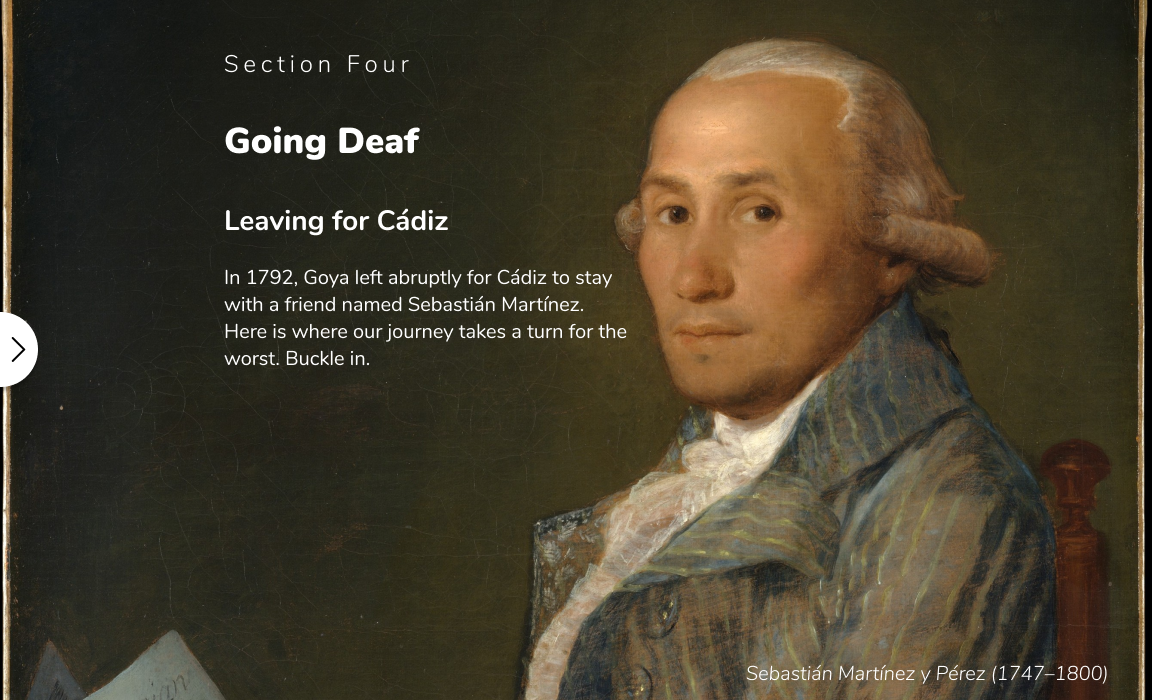 Section Four
Going Deaf
Leaving for Cádiz
In 1792, Goya left abruptly for Cádiz to stay
with a friend named Sebastián Martínez.
Here is where our journey takes a turn for the
worst. Buckle in.
Sebastián Martínez y Pérez (1747–1800)